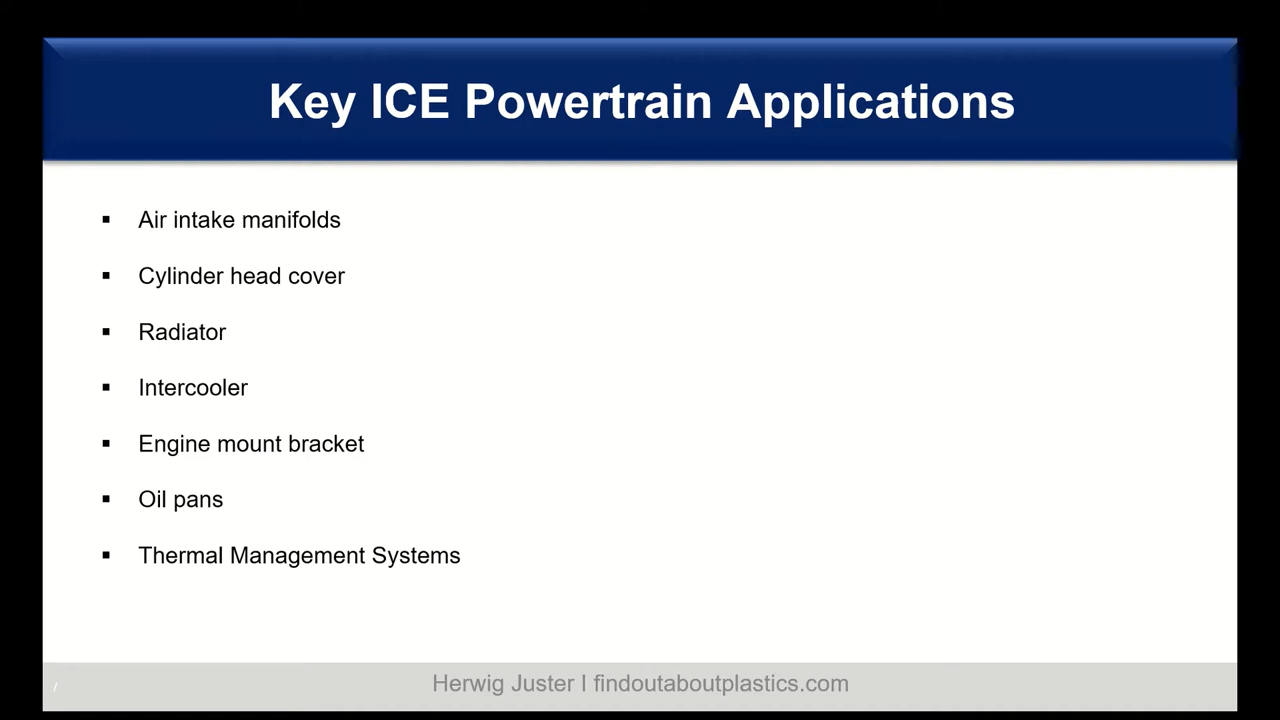 Key ICE Powertrain Applications
▪ Air intake manifolds
▪ Cylinder head cover
▪ Radiator
▪ Intercooler
▪ Engine mount bracket
▪ Oil pans
▪ Thermal Management Systems
/
Herwig Juster I findoutaboutplastics.com